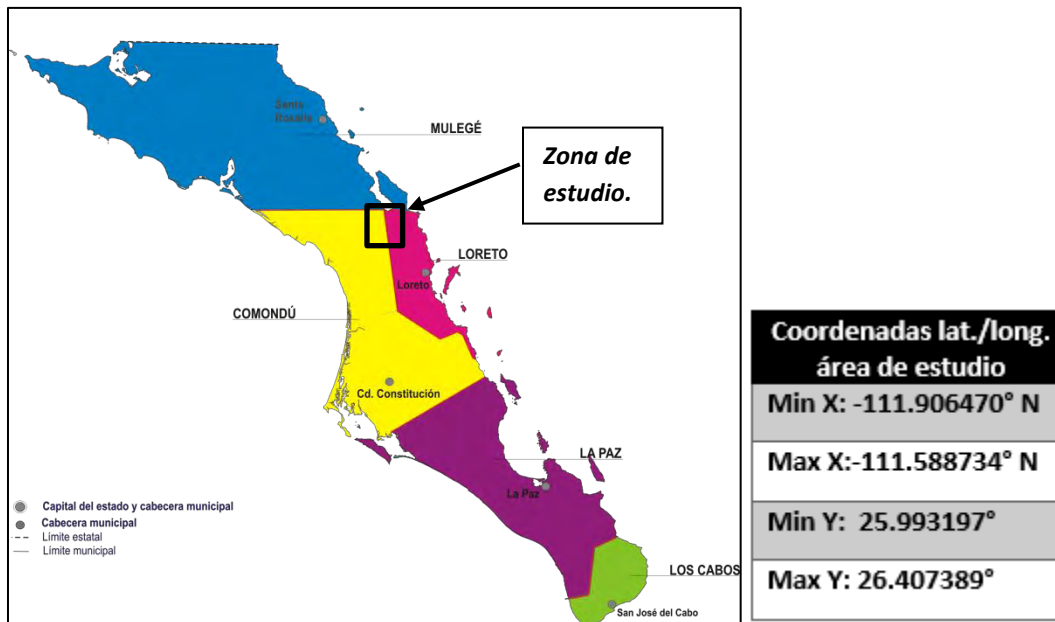 Santa
Rosalía
MULEGÉ
Zona de
estudio.
LORETO
Loreto
COMONDÚ
Cd. Constitución
LA PAZ
La Paz
LOS CABOS
San José del Cabo
Capital del estado y cabecera municipal
Cabecera municipal
Límite estatal
Límite municipal
Coordenadas lat./long.
área de estudio
Min X: -111.906470° N
Max X:-111.588734° N
Min Y: 25.993197°
Max Y: 26.407389°